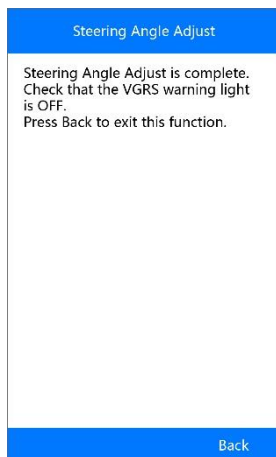 Steering Angle Adjust
Steering Angle Adjust is complete.
Check that the VGRS warning light
is OFF.
Press Back to exit this function.
Back